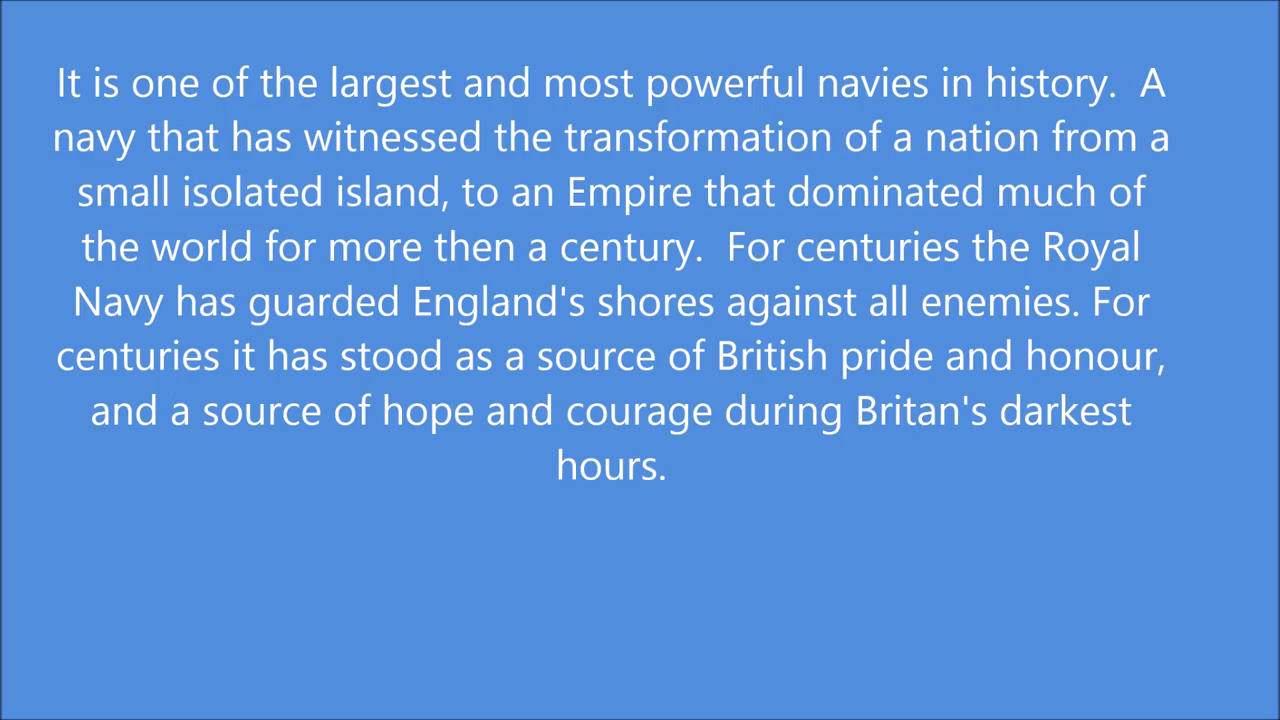 It is one of the largest and most powerful navies in history.  A
navy that has witnessed the transformation of a nation from a
small isolated island, to an Empire that dominated much of
the world for more then a century.  For centuries the Royal
Navy has guarded England's shores against all enemies. For
centuries it has stood as a source of British pride and honour,
and a source of hope and courage during Britan's darkest
hours.